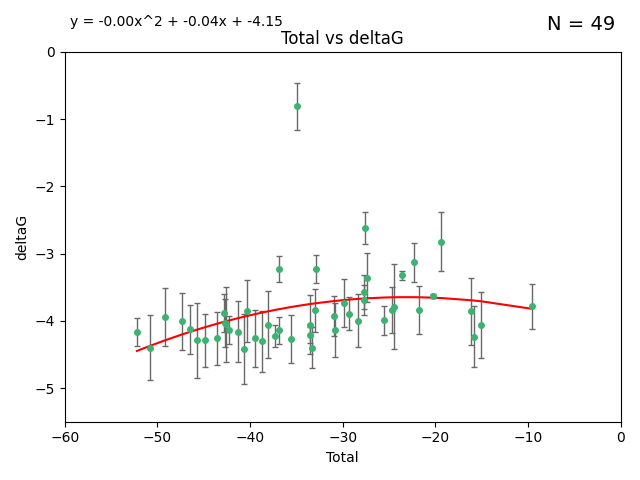 y = -0.00x^2 + -0.04x + -4.15
N = 49
Total vs deltaG
0
−1
−2
−3
−4
−5
deltaG
−60
−50
−40
−30
−20
−10
0
Total